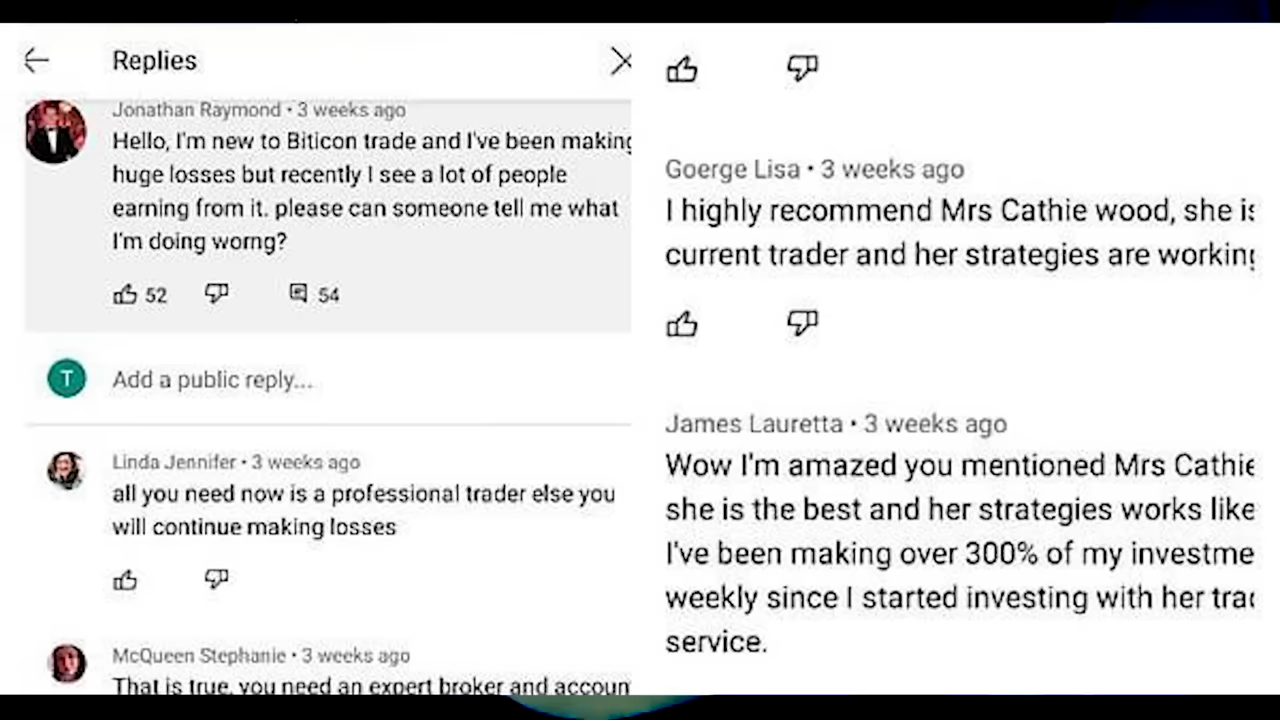 Replies
Jonathan Raymond • 3 weeks ago
Hello, I'm new to Biticon trade and I've been making
huge losses but recently I see a lot of people
earning from it. please can someone tell me what
I'm doing worng?
52
54
T
Add a public reply...
Linda Jennifer • 3 weeks ago
all you need now is a professional trader else you
will continue making losses
McQueen Stephanie • 3 weeks ago
That is true, you need an expert broker and accoun
Goerge Lisa • 3 weeks ago
I highly recommend Mrs Cathie wood, she is
current trader and her strategies are working
James Lauretta • 3 weeks ago
Wow I'm amazed you mentioned Mrs Cathie
she is the best and her strategies works like
I've been making over 300% of my investme
weekly since I started investing with her trad
service.